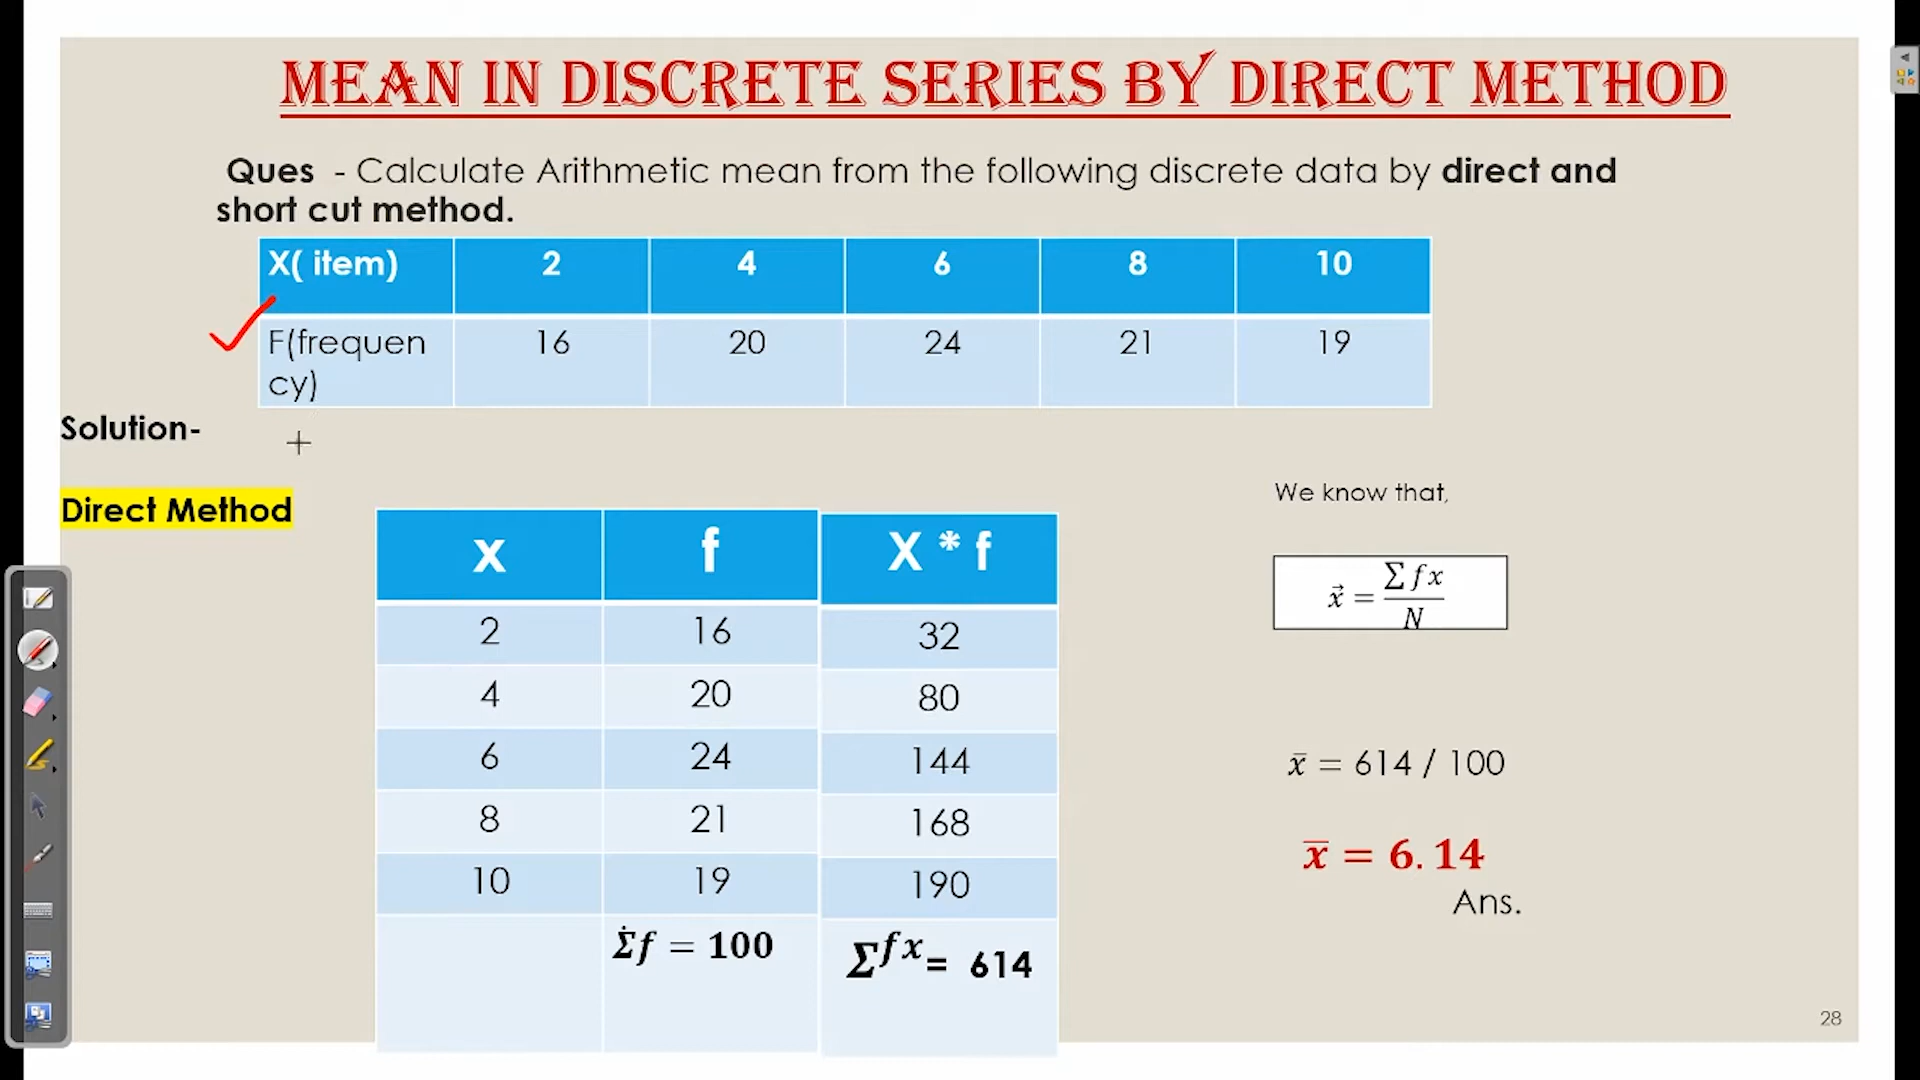 MEAN IN DISCRETE SERIES BY DIRECT METHOD
Ques - Calculate Arithmetic mean from the following discrete data by direct and
short cut method.
X( item) 2 4 6 8 10
F(frequen 16 20 24 21 19
cy)
Solution-
Direct Method
x f X * f
2 16 32
4 20 80
6 24 144
8 21 168
10 19 190
Σ̇f = 100 Σfx = 614
We know that,
x⃗ = ∑fx / N
x̄ = 614 / 100
x̄ = 6.14
Ans.
28